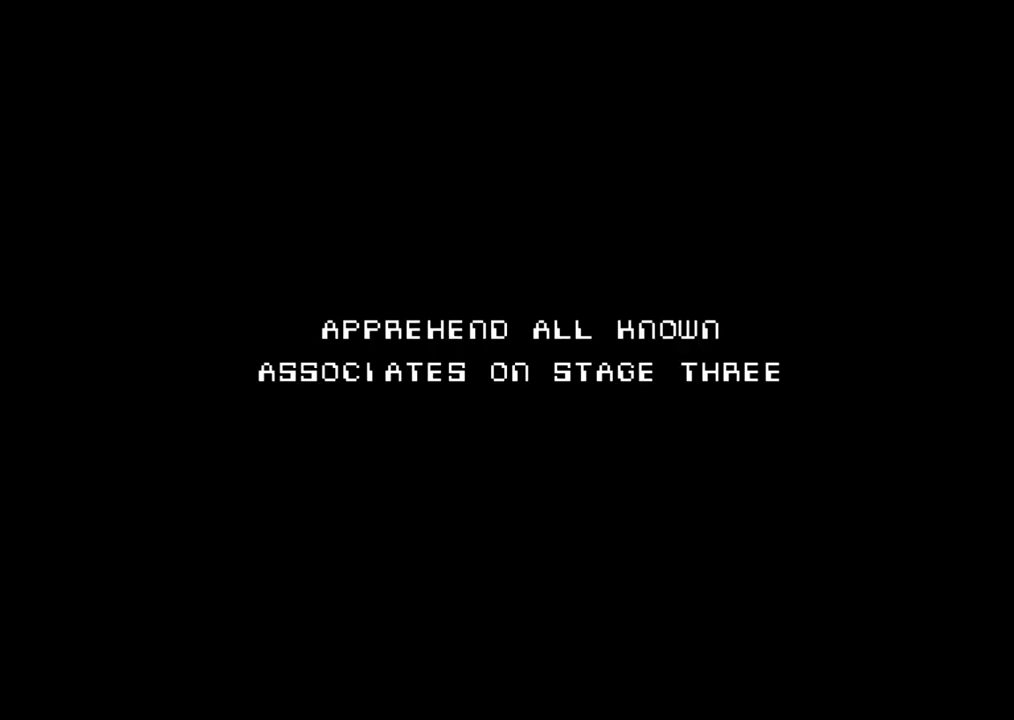 APPREHEND ALL KNOWN
ASSOCIATES ON STAGE THREE